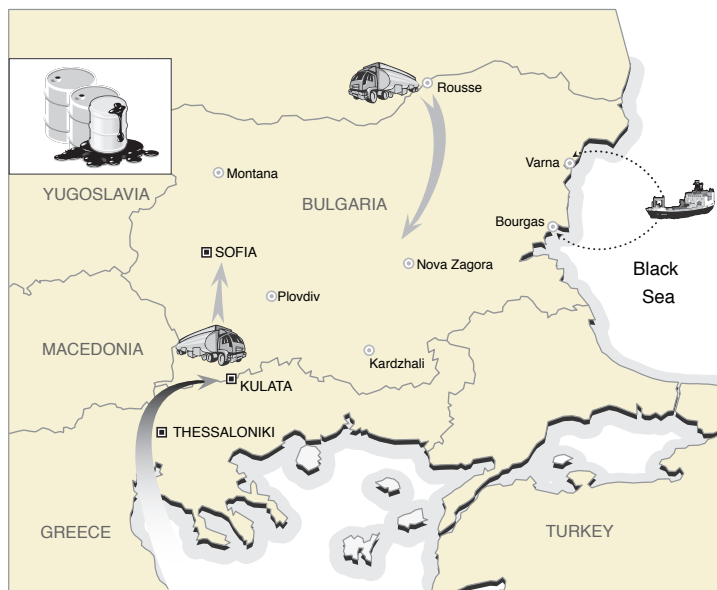 Rousse
Varna
Montana
YUGOSLAVIA
BULGARIA
Bourgas
SOFIA
Nova Zagora
Black
Sea
Plovdiv
MACEDONIA
Kardzhali
KULATA
THESSALONIKI
GREECE
TURKEY